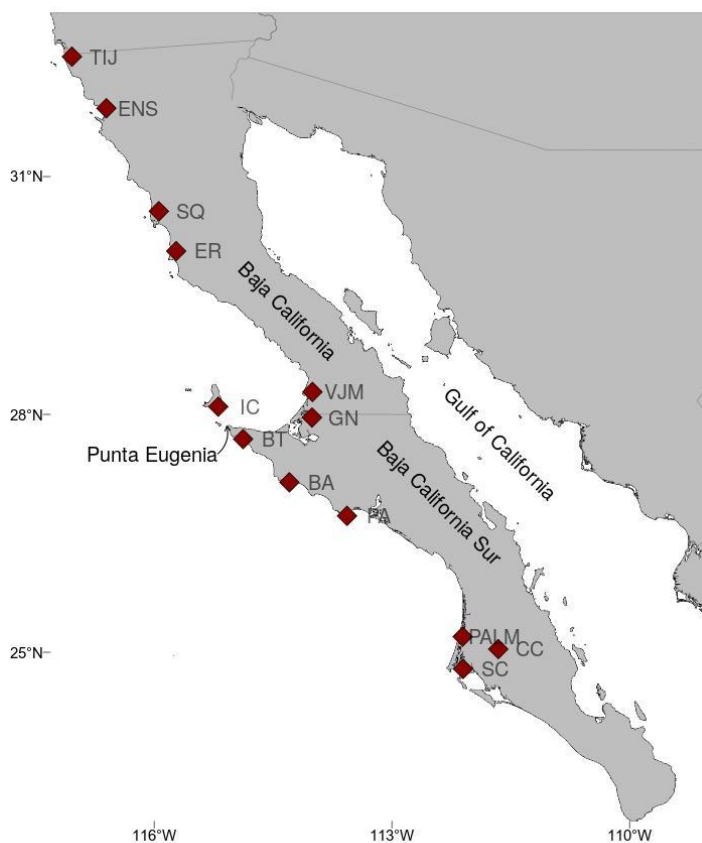 TIJ
ENS
31°N
SQ
ER
Baja California
VJM
IC
28°N
GN
BT
Punta Eugenia
Gulf of California
BA
Baja California Sur
PA
PALM
CC
25°N
SC
116°W
113°W
110°W